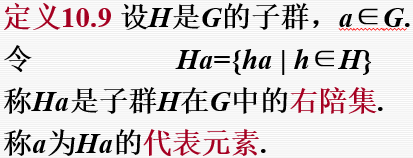 定义10.9 设H是G的子群，a∈G.
令 Ha={ha | h∈H}
称Ha是子群H在G中的右陪集.
称a为Ha的代表元素.